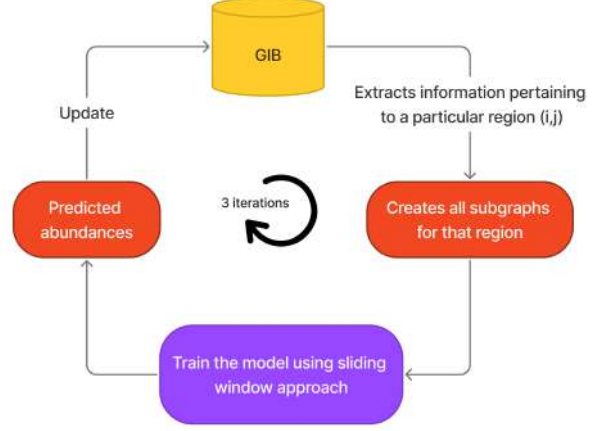 GIB
Extracts information pertaining
to a particular region (i,j)
Update
Predicted
abundances
3 iterations
Creates all subgraphs
for that region
Train the model using sliding
window approach